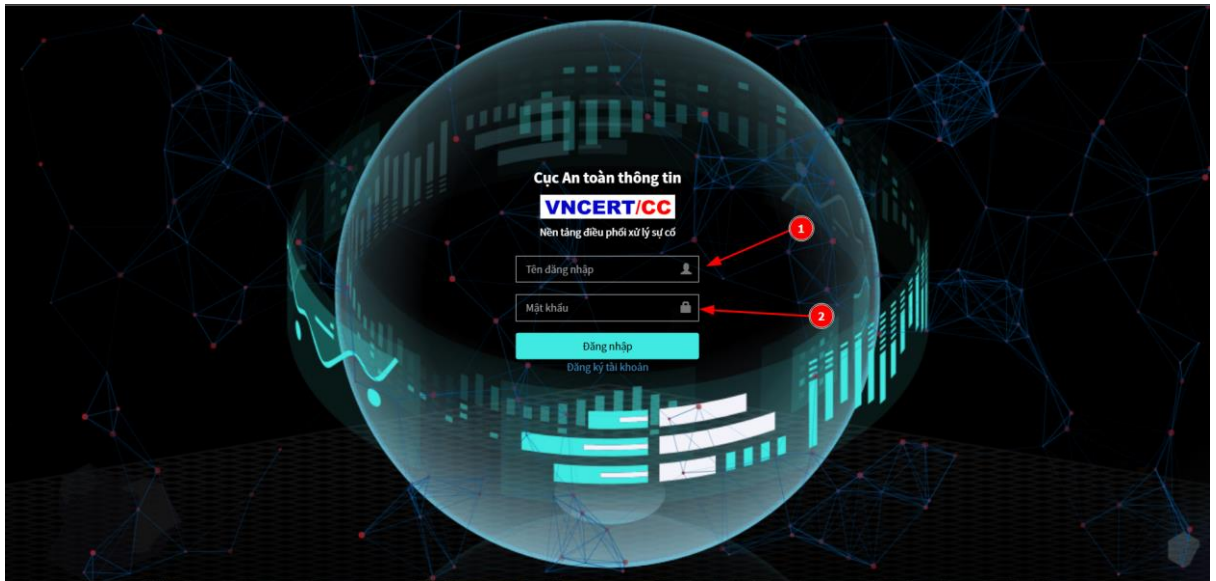 Cục An toàn thông tin
VNCERT/CC
Nền tảng điều phối xử lý sự cố
1
Tên đăng nhập
Mật khẩu
2
Đăng nhập
Đăng ký tài khoản